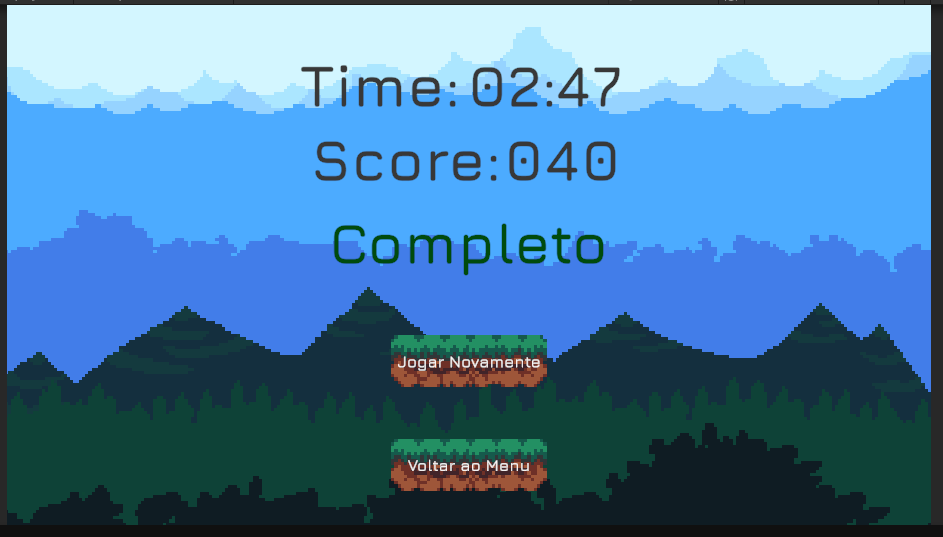 Time: 02:47
Score:040
Completo
Jogar Novamente
Voltar ao Menu